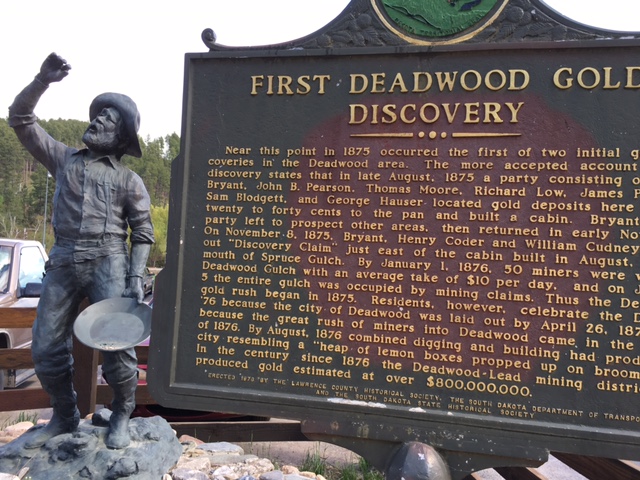 FIRST DEADWOOD GOLD
DISCOVERY
Near this point in 1875 occurred the first of two initial g
coveries in the Deadwood area. The more accepted account
discovery states that in late August, 1875 a party consisting o
Bryant, John B. Pearson, Thomas Moore, Richard Low, James P
Sam Blodgett, and George Hauser located gold deposits here
twenty to forty cents to the pan and built a cabin. Bryant
party left to prospect other areas, then returned in early No
On November 8, 1875, Bryant, Henry Coder and William Cudney
out "Discovery Claim", just east of the cabin built in August,
mouth of Spruce Gulch. By January 1, 1876, 50 miners were
Deadwood Gulch with an average take of $10 per day, and on J
5 the entire gulch was occupied by mining claims. Thus the De
gold rush began in 1875. Residents, however, celebrate the D
'76 because the city of Deadwood was laid out by April 26, 187
because the great rush of miners into Deadwood came in the
of 1876. By August, 1876 combined digging and building had prod
city resembling a "heap of lemon boxes propped up on broom
In the century since 1876 the Deadwood-Lead mining distri
produced gold estimated at over $800,000,000.
ERECTED 1979 BY THE LAWRENCE COUNTY HISTORICAL SOCIETY, THE SOUTH DAKOTA DEPARTMENT OF TRANSPO
AND THE SOUTH DAKOTA STATE HISTORICAL SOCIETY